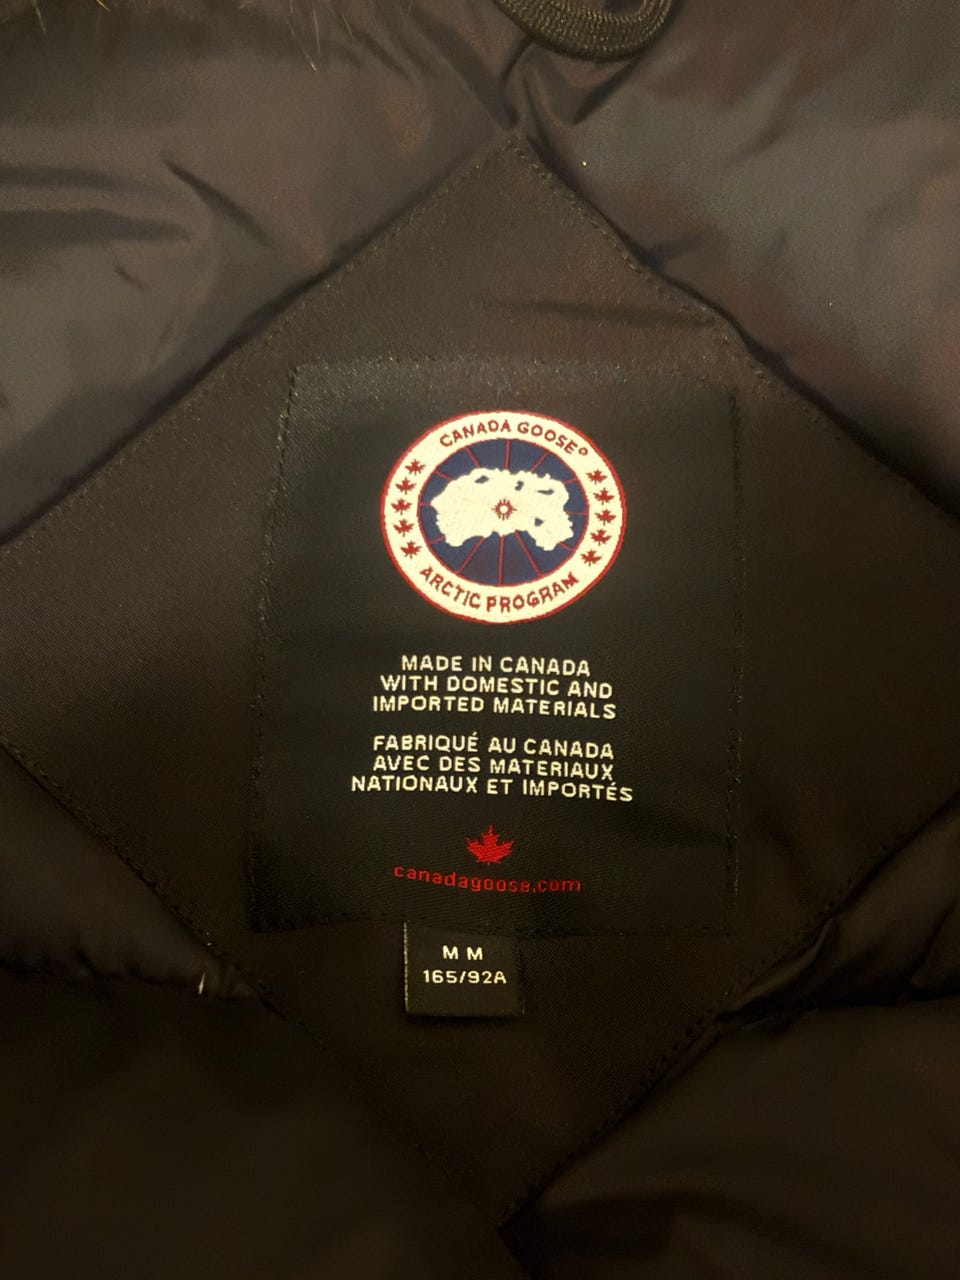 CANADA GOOSE®
ARCTIC PROGRAM
MADE IN CANADA
WITH DOMESTIC AND
IMPORTED MATERIALS
FABRIQUÉ AU CANADA
AVEC DES MATERIAUX
NATIONAUX ET IMPORTÉS
canadagoose.com
M M
165/92A